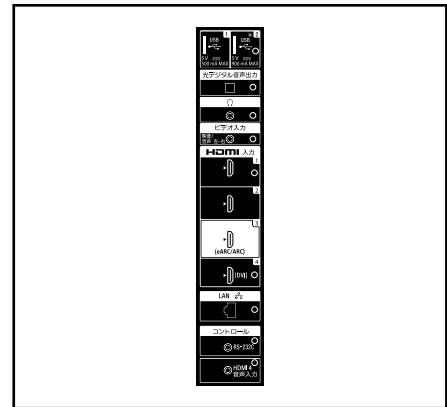 USB 1
5V
500 mA MAX
USB 2
5V
900 mA MAX
光デジタル音声出力
ビデオ入力
映像/
音声 左-右
HDMI 入力
1
2
3
(eARC/ARC)
4
(DVI)
LAN
コントロール
RS-232C
HDMI 4
音声入力